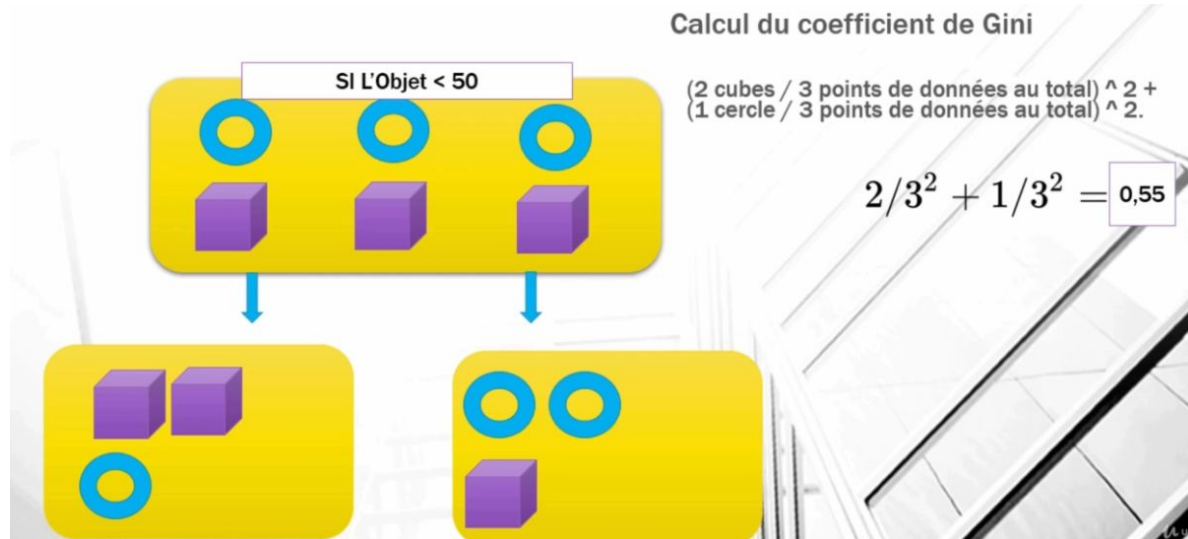 Calcul du coefficient de Gini
SI L'Objet < 50
(2 cubes / 3 points de données au total) ^ 2 +
(1 cercle / 3 points de données au total) ^ 2.
2/3² + 1/3² = 0,55